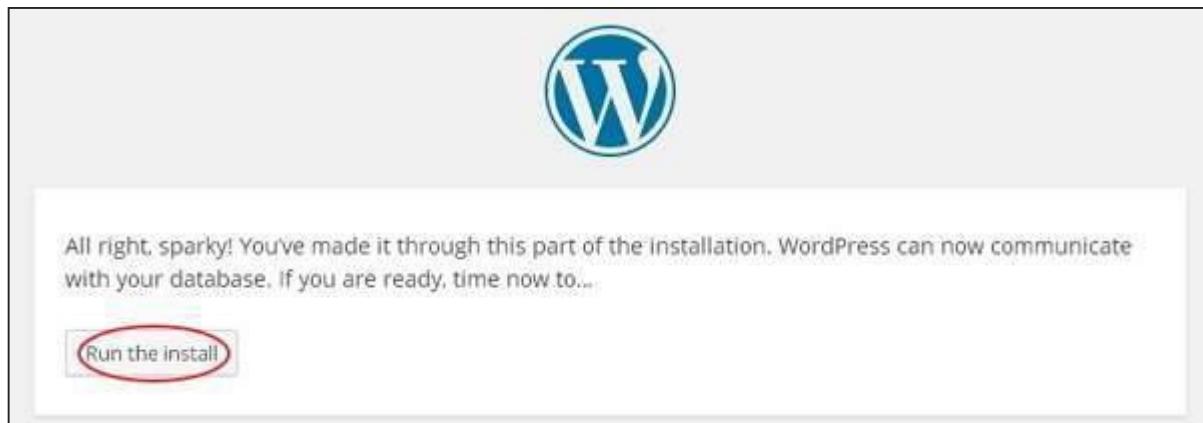 All right, sparky! You've made it through this part of the installation. WordPress can now communicate
with your database. If you are ready, time now to...
Run the install